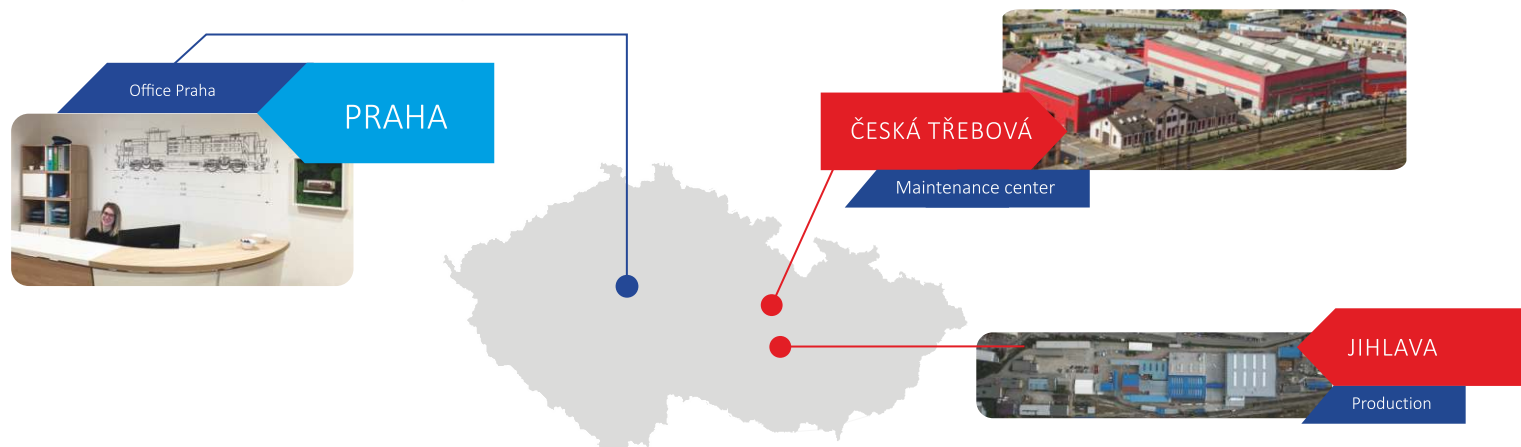 Office Praha
PRAHA
ČESKÁ TŘEBOVÁ
Maintenance center
JIHLAVA
Production